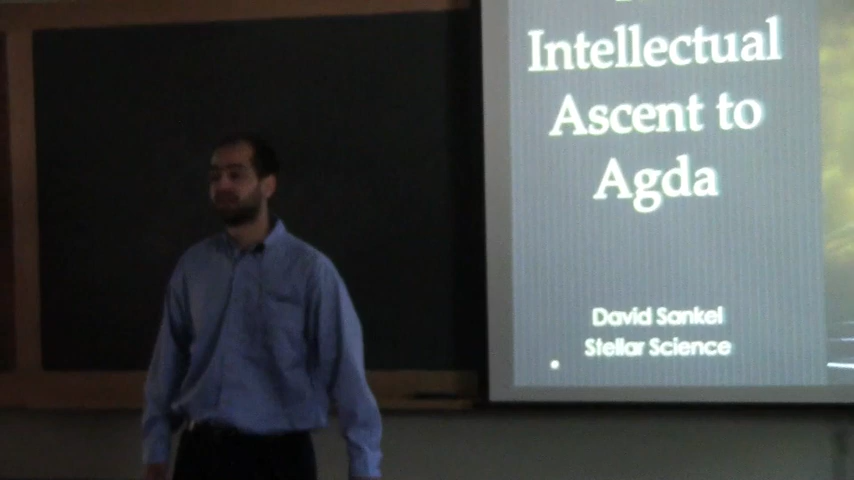 Intellectual
Ascent to
Agda
David Sankel
Stellar Science